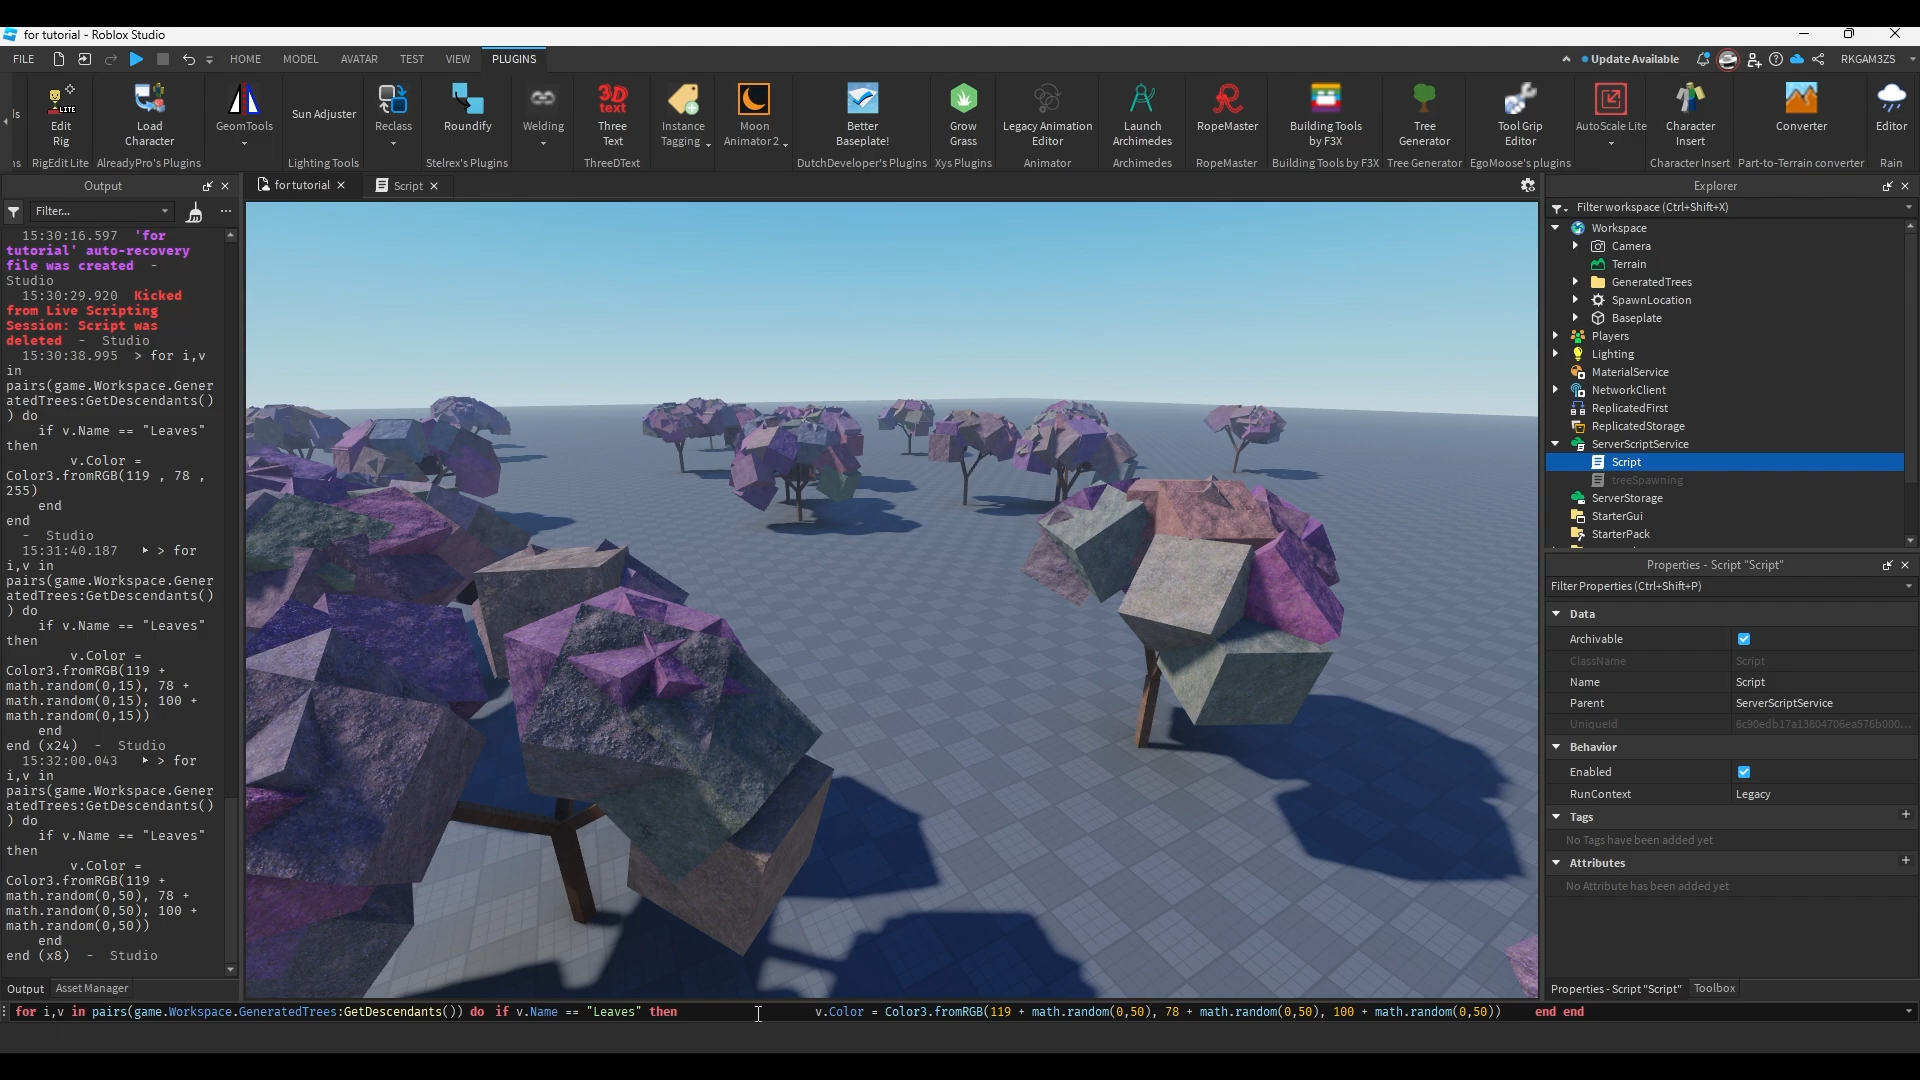 for tutorial - Roblox Studio
FILE HOME MODEL AVATAR TEST VIEW PLUGINS Update Available RKGAM3ZS
Edit Rig
Load Character
GeomTools
Sun Adjuster
Reclass
Roundify
Welding
Three Text
Instance Tagging
Moon Animator 2
Better Baseplate!
Grow Grass
Legacy Animation Editor
Launch Archimedes
RopeMaster
Building Tools by F3X
Tree Generator
Tool Grip Editor
AutoScale Lite
Character Insert
Converter
Editor
RigEdit Lite AlreadyPro's Plugins Lighting Tools Stelrex's Plugins ThreeDText DutchDeveloper's Plugins Xys Plugins Animator Archimedes RopeMaster Building Tools by F3X Tree Generator EgoMoose's plugins Character Insert Part-to-Terrain converter Rain
Output
Filter...
15:30:16.597 'for
tutorial' auto-recovery
file was created -
Studio
15:30:29.920 Kicked
from Live Scripting
Session: Script was
deleted - Studio
15:30:38.995 > for i,v
in
pairs(game.Workspace.Gener
atedTrees:GetDescendants()
) do
if v.Name == "Leaves"
then
v.Color =
Color3.fromRGB(119 , 78 ,
255)
end
end
- Studio
15:31:40.187 > for
i,v in
pairs(game.Workspace.Gener
atedTrees:GetDescendants()
) do
if v.Name == "Leaves"
then
v.Color =
Color3.fromRGB(119 +
math.random(0,15), 78 +
math.random(0,15), 100 +
math.random(0,15))
end
end (x24) - Studio
15:32:00.043 > for
i,v in
pairs(game.Workspace.Gener
atedTrees:GetDescendants()
) do
if v.Name == "Leaves"
then
v.Color =
Color3.fromRGB(119 +
math.random(0,50), 78 +
math.random(0,50), 100 +
math.random(0,50))
end
end (x8) - Studio
Output Asset Manager
for tutorial Script
Explorer
Filter workspace (Ctrl+Shift+X)
Workspace
Camera
Terrain
GeneratedTrees
SpawnLocation
Baseplate
Players
Lighting
MaterialService
NetworkClient
ReplicatedFirst
ReplicatedStorage
ServerScriptService
Script
treeSpawning
ServerStorage
StarterGui
StarterPack
Properties - Script "Script"
Filter Properties (Ctrl+Shift+P)
Data
Archivable
ClassName Script
Name Script
Parent ServerScriptService
UniqueId 6c90edb17a13804706ea576b000...
Behavior
Enabled
RunContext Legacy
Tags
No Tags have been added yet
Attributes
No Attribute has been added yet
Properties - Script "Script" Toolbox
for i,v in pairs(game.Workspace.GeneratedTrees:GetDescendants()) do if v.Name == "Leaves" then v.Color = Color3.fromRGB(119 + math.random(0,50), 78 + math.random(0,50), 100 + math.random(0,50)) end end